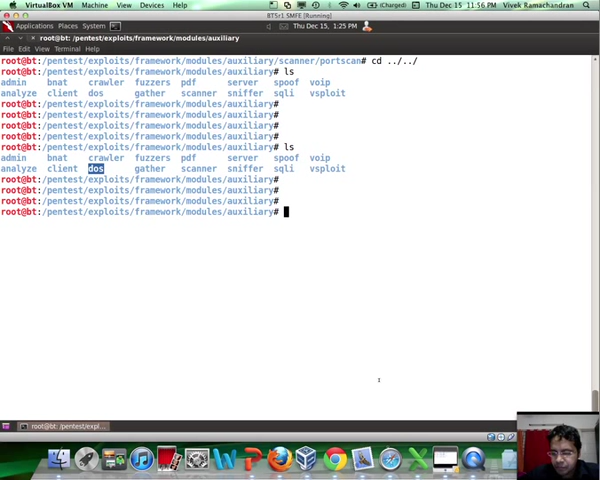 VirtualBox VM Machine Devices Help (Charged) Thu Dec 15 11:56 PM Vivek Ramachandran
BT5r1 SMFE [Running]
Applications Places System Thu Dec 15, 1:25 PM
root@bt: /pentest/exploits/framework/modules/auxiliary
File Edit View Terminal Help
root@bt:/pentest/exploits/framework/modules/auxiliary/scanner/portscan# cd ../../
root@bt:/pentest/exploits/framework/modules/auxiliary# ls
admin bnat crawler fuzzers pdf server spoof voip
analyze client dos gather scanner sniffer sqli vsploit
root@bt:/pentest/exploits/framework/modules/auxiliary#
root@bt:/pentest/exploits/framework/modules/auxiliary#
root@bt:/pentest/exploits/framework/modules/auxiliary#
root@bt:/pentest/exploits/framework/modules/auxiliary#
root@bt:/pentest/exploits/framework/modules/auxiliary# ls
admin bnat crawler fuzzers pdf server spoof voip
analyze client dos gather scanner sniffer sqli vsploit
root@bt:/pentest/exploits/framework/modules/auxiliary#
root@bt:/pentest/exploits/framework/modules/auxiliary#
root@bt:/pentest/exploits/framework/modules/auxiliary#
root@bt:/pentest/exploits/framework/modules/auxiliary#
root@bt: /pentest/expl...